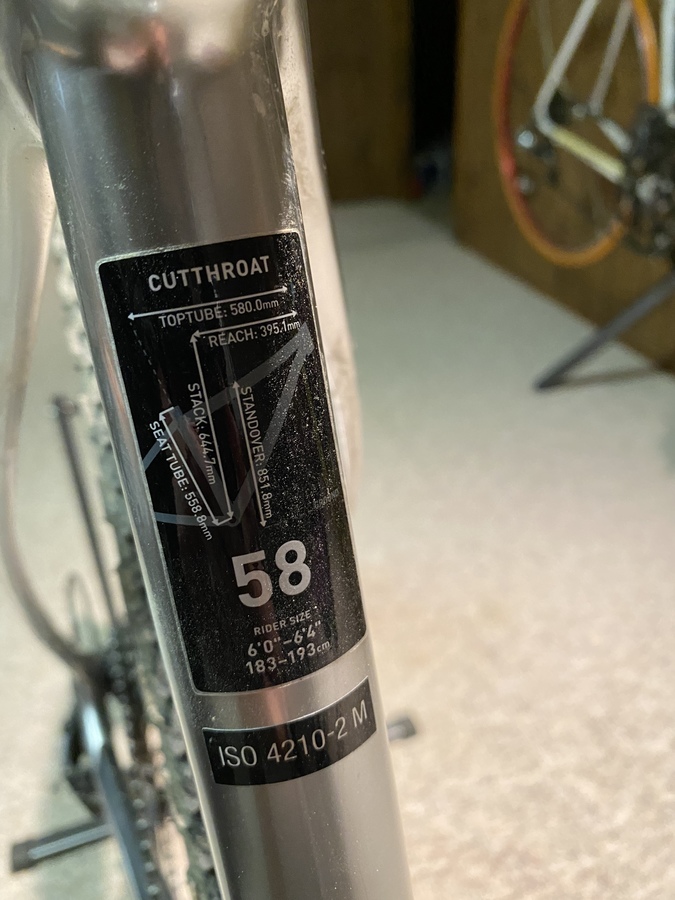 CUTTHROAT
TOPTUBE: 580.0mm
REACH: 395.1mm
STACK: 644.7mm
STANDOVER: 851.8mm
SEAT TUBE: 558.8mm
58
RIDER SIZE
6'0"-6'4"
183-193cm
ISO 4210-2 M